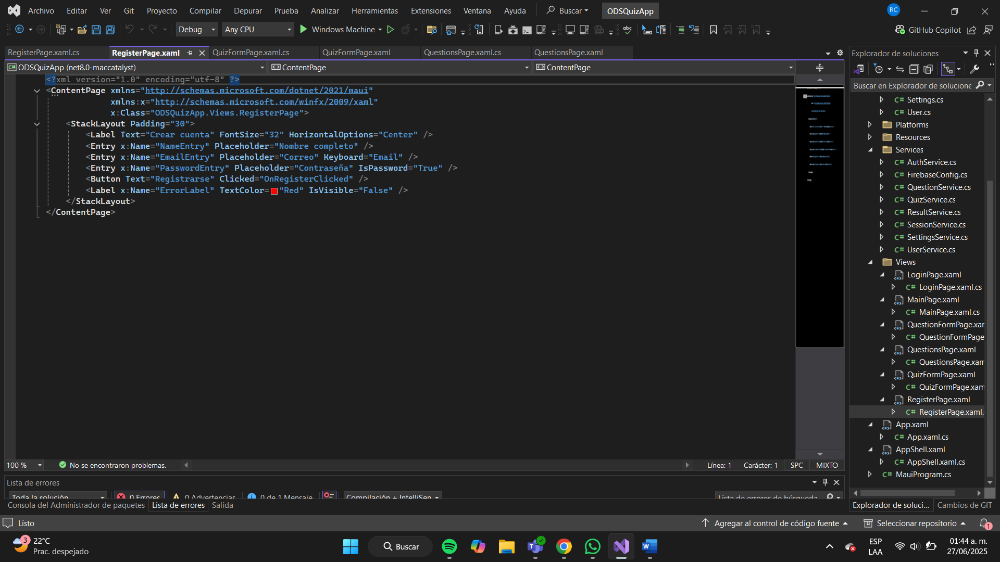 Archivo Editar Ver Git Proyecto Compilar Depurar Prueba Analizar Herramientas Extensiones Ventana Ayuda Buscar ODSQuizApp RC
Debug Any CPU Windows Machine abc GitHub Copilot
RegisterPage.xaml.cs RegisterPage.xaml QuizFormPage.xaml.cs QuizFormPage.xaml QuestionsPage.xaml.cs QuestionsPage.xaml
ODSQuizApp (net8.0-maccatalyst) ContentPage ContentPage
<?xml version="1.0" encoding="utf-8" ?>
<ContentPage xmlns="http://schemas.microsoft.com/dotnet/2021/maui"
xmlns:x="http://schemas.microsoft.com/winfx/2009/xaml"
x:Class="ODSQuizApp.Views.RegisterPage">
<StackLayout Padding="30">
<Label Text="Crear cuenta" FontSize="32" HorizontalOptions="Center" />
<Entry x:Name="NameEntry" Placeholder="Nombre completo" />
<Entry x:Name="EmailEntry" Placeholder="Correo" Keyboard="Email" />
<Entry x:Name="PasswordEntry" Placeholder="Contraseña" IsPassword="True" />
<Button Text="Registrarse" Clicked="OnRegisterClicked" />
<Label x:Name="ErrorLabel" TextColor="Red" IsVisible="False" />
</StackLayout>
</ContentPage>
100 % No se encontraron problemas. Línea: 1 Carácter: 1 SPC MIXTO
Lista de errores
Toda la solución 0 Errores 0 Advertencias 0 de 1 Mensaje Compilación + IntelliSen Lista de errores de búsqueda
Consola del Administrador de paquetes Lista de errores Salida
Explorador de soluciones
Buscar en Explorador de solucione
C# Settings.cs
C# User.cs
Platforms
Resources
Services
C# AuthService.cs
C# FirebaseConfig.cs
C# QuestionService.cs
C# QuizService.cs
C# ResultService.cs
C# SessionService.cs
C# SettingsService.cs
C# UserService.cs
Views
LoginPage.xaml
C# LoginPage.xaml.cs
MainPage.xaml
C# MainPage.xaml.cs
QuestionFormPage.xar
C# QuestionFormPage
QuestionsPage.xaml
C# QuestionsPage.xam
QuizFormPage.xaml
C# QuizFormPage.xam
RegisterPage.xaml
C# RegisterPage.xaml.
App.xaml
C# App.xaml.cs
AppShell.xaml
C# AppShell.xaml.cs
C# MauiProgram.cs
Explorador de soluci... Cambios de GIT
Listo Agregar al control de código fuente Seleccionar repositorio 1
3 22°C
Prac. despejado
Buscar
ESP
LAA
01:44 a. m.
27/06/2025